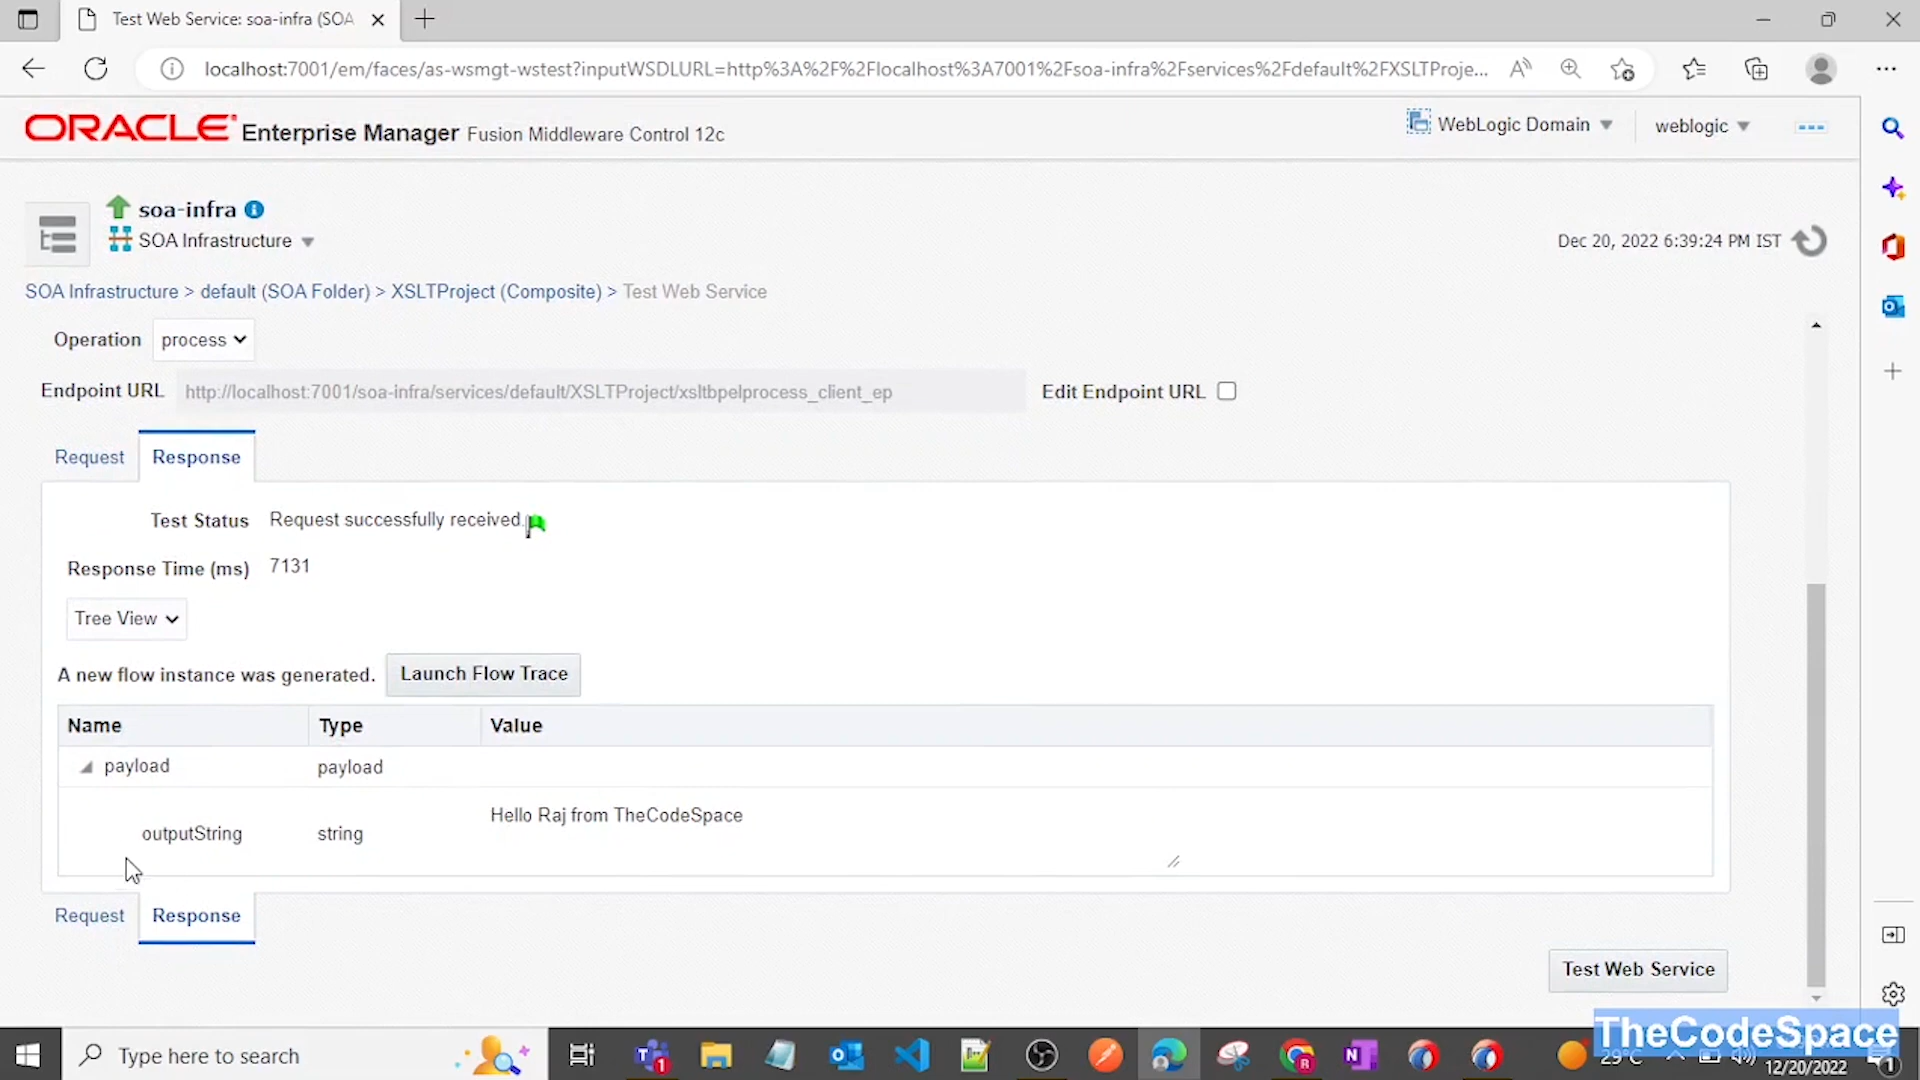 Test Web Service: soa-infra (SOA
localhost:7001/em/faces/as-wsmgt-wstest?inputWSDLURL=http%3A%2F%2Flocalhost%3A7001%2Fsoa-infra%2Fservices%2Fdefault%2FXSLTProje...
ORACLE Enterprise Manager Fusion Middleware Control 12c
WebLogic Domain
weblogic
soa-infra
SOA Infrastructure
Dec 20, 2022 6:39:24 PM IST
SOA Infrastructure > default (SOA Folder) > XSLTProject (Composite) > Test Web Service
Operation process
Endpoint URL http://localhost:7001/soa-infra/services/default/XSLTProject/xsltbpelprocess_client_ep Edit Endpoint URL
Request Response
Test Status Request successfully received.
Response Time (ms) 7131
Tree View
A new flow instance was generated. Launch Flow Trace
Name Type Value
payload payload
outputString string Hello Raj from TheCodeSpace
Request Response
Test Web Service
TheCodeSpace
Type here to search
29°C
12/20/2022